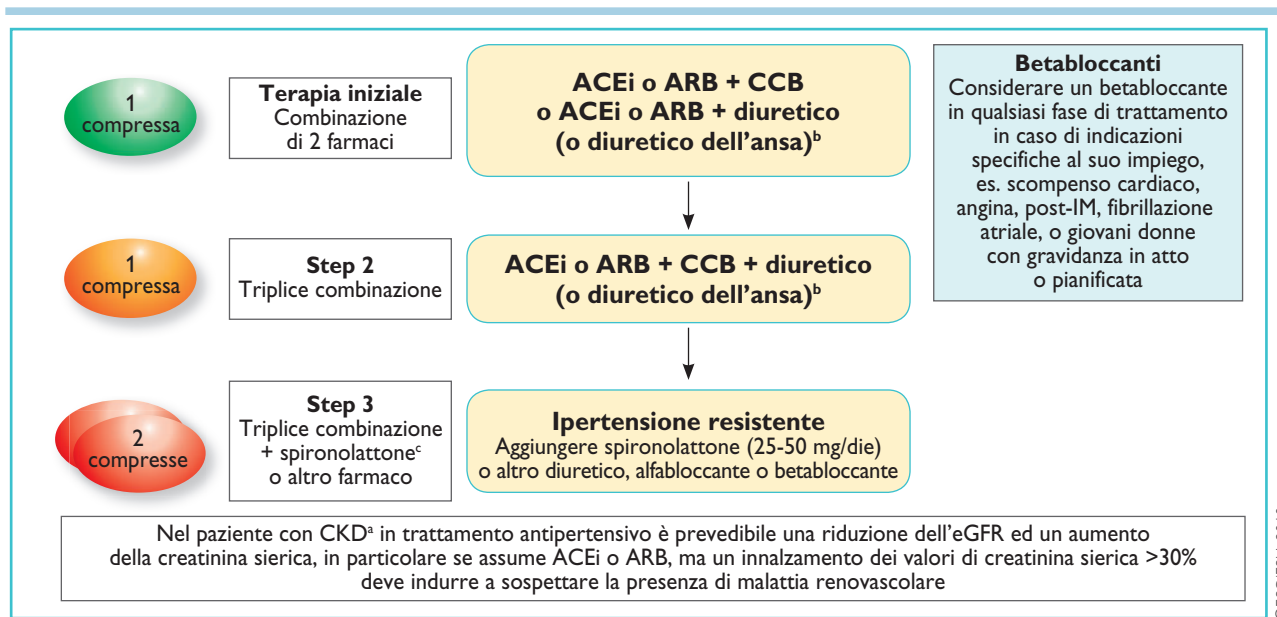 1
compressa
Terapia iniziale
Combinazione
di 2 farmaci
ACEi o ARB + CCB
o ACEi o ARB + diuretico
(o diuretico dell'ansa)ᵇ
Betabloccanti
Considerare un betabloccante
in qualsiasi fase di trattamento
in caso di indicazioni
specifiche al suo impiego,
es. scompenso cardiaco,
angina, post-IM, fibrillazione
atriale, o giovani donne
con gravidanza in atto
o pianificata
1
compressa
Step 2
Triplice combinazione
ACEi o ARB + CCB + diuretico
(o diuretico dell'ansa)ᵇ
2
compresse
Step 3
Triplice combinazione
+ spironolattoneᶜ
o altro farmaco
Ipertensione resistente
Aggiungere spironolattone (25-50 mg/die)
o altro diuretico, alfabloccante o betabloccante
Nel paziente con CKDᵃ in trattamento antipertensivo è prevedibile una riduzione dell'eGFR ed un aumento
della creatinina sierica, in particolare se assume ACEi o ARB, ma un innalzamento dei valori di creatinina sierica >30%
deve indurre a sospettare la presenza di malattia renovascolare